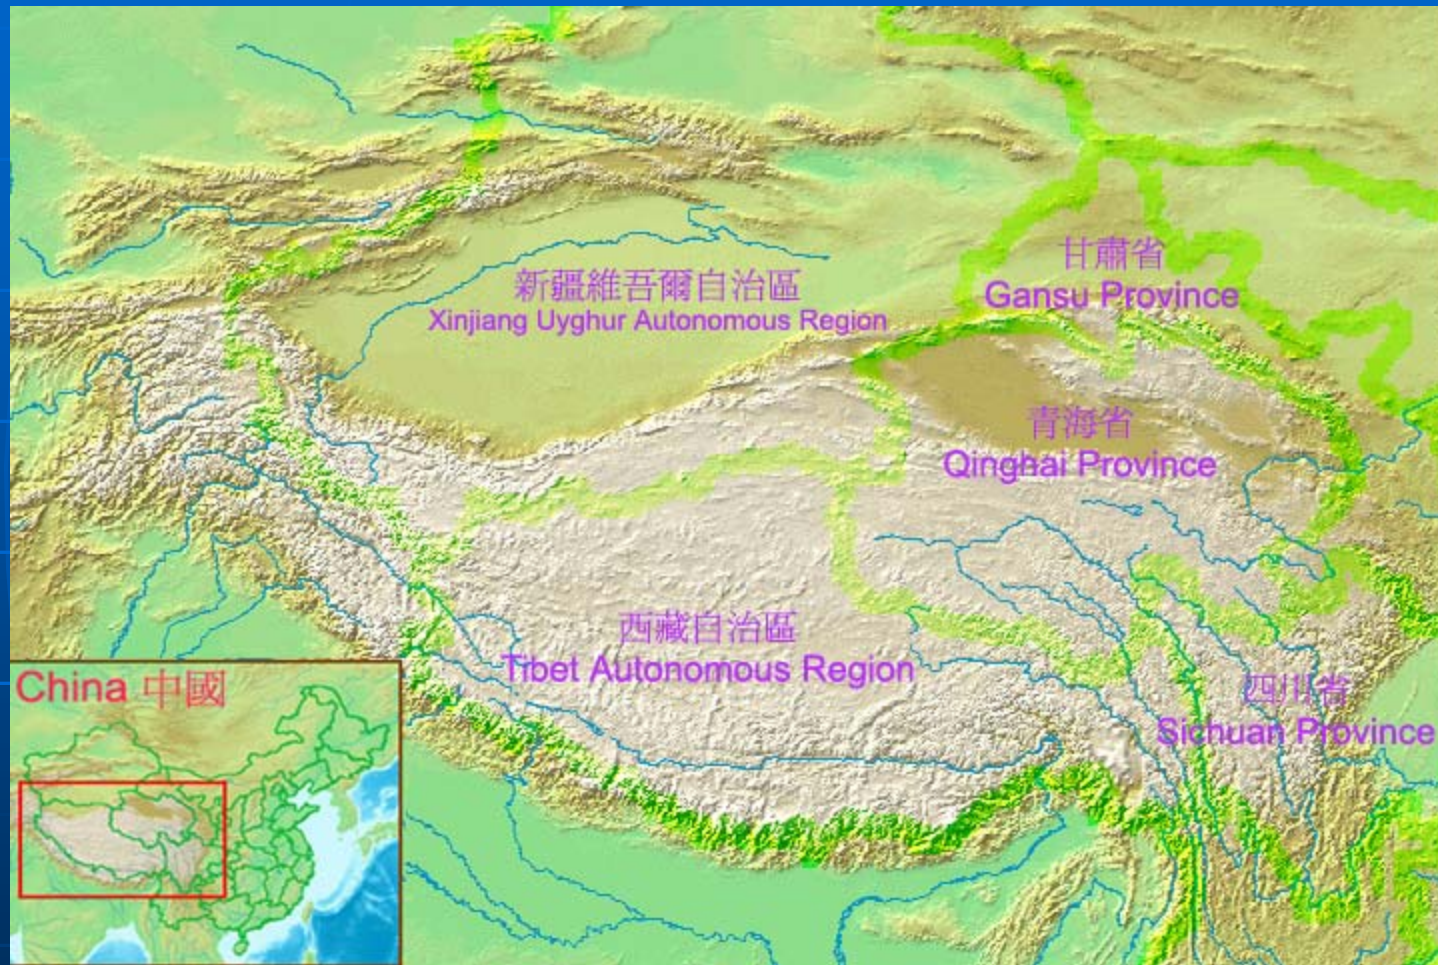 甘肅省
Gansu Province
新疆維吾爾自治區
Xinjiang Uyghur Autonomous Region
青海省
Qinghai Province
西藏自治區
Tibet Autonomous Region
四川省
Sichuan Province
China 中國